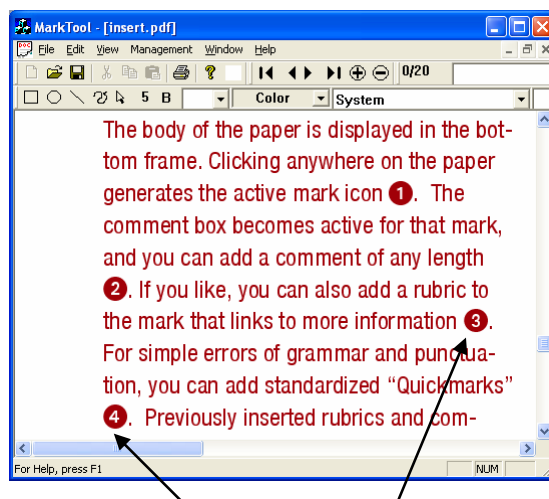 MarkTool - [insert.pdf]
File Edit View Management Window Help
0/20
5 B Color System
The body of the paper is displayed in the bot-
tom frame. Clicking anywhere on the paper
generates the active mark icon 1. The
comment box becomes active for that mark,
and you can add a comment of any length
2. If you like, you can also add a rubric to
the mark that links to more information 3.
For simple errors of grammar and punctua-
tion, you can add standardized “Quickmarks”
4. Previously inserted rubrics and com-
For Help, press F1 NUM